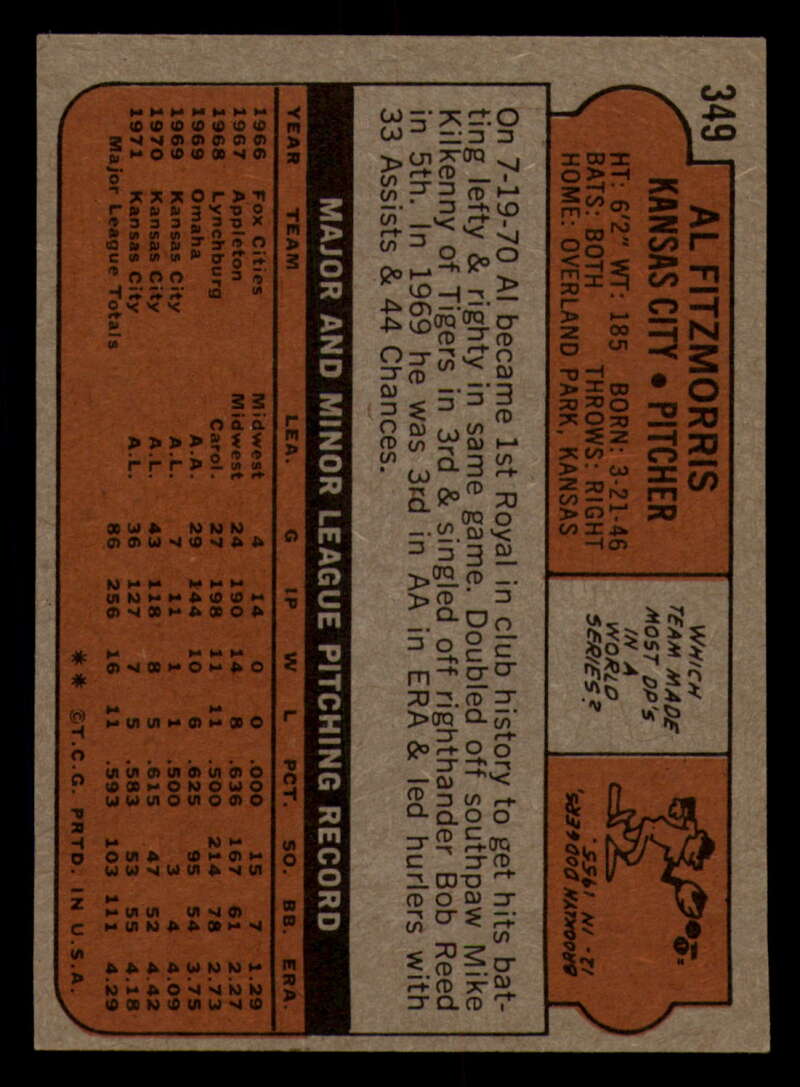 349
AL FITZMORRIS
KANSAS CITY • PITCHER
HT: 6'2" WT: 185 BORN: 3-21-46
BATS: BOTH THROWS: RIGHT
HOME: OVERLAND PARK, KANSAS
WHICH
TEAM MADE
MOST DP'S
IN A
WORLD
SERIES?
BROOKLYN DODGERS,
12 - IN 1955.
On 7-19-70 Al became 1st Royal in club history to get hits bat-
ting lefty & righty in same game. Doubled off southpaw Mike
Kilkenny of Tigers in 3rd & singled off righthander Bob Reed
in 5th. In 1969 he was 3rd in AA in ERA & led hurlers with
33 Assists & 44 Chances.
MAJOR AND MINOR LEAGUE PITCHING RECORD
YEAR TEAM LEA. G IP W L PCT. SO. BB. ERA.
1966 Fox Cities Midwest 4 14 0 0 .000 15 7 1.29
1967 Appleton Midwest 24 190 14 8 .636 167 61 2.27
1968 Lynchburg Carol. 27 198 11 11 .500 214 78 2.73
1969 Omaha A.A. 29 144 10 6 .625 95 54 3.75
1969 Kansas City A.L. 7 11 1 1 .500 3 4 4.09
1970 Kansas City A.L. 43 118 8 5 .615 47 52 4.42
1971 Kansas City A.L. 36 127 7 5 .583 53 55 4.18
Major League Totals 86 256 16 11 .593 103 111 4.29
** ©T.C.G. PRTD. IN U.S.A.